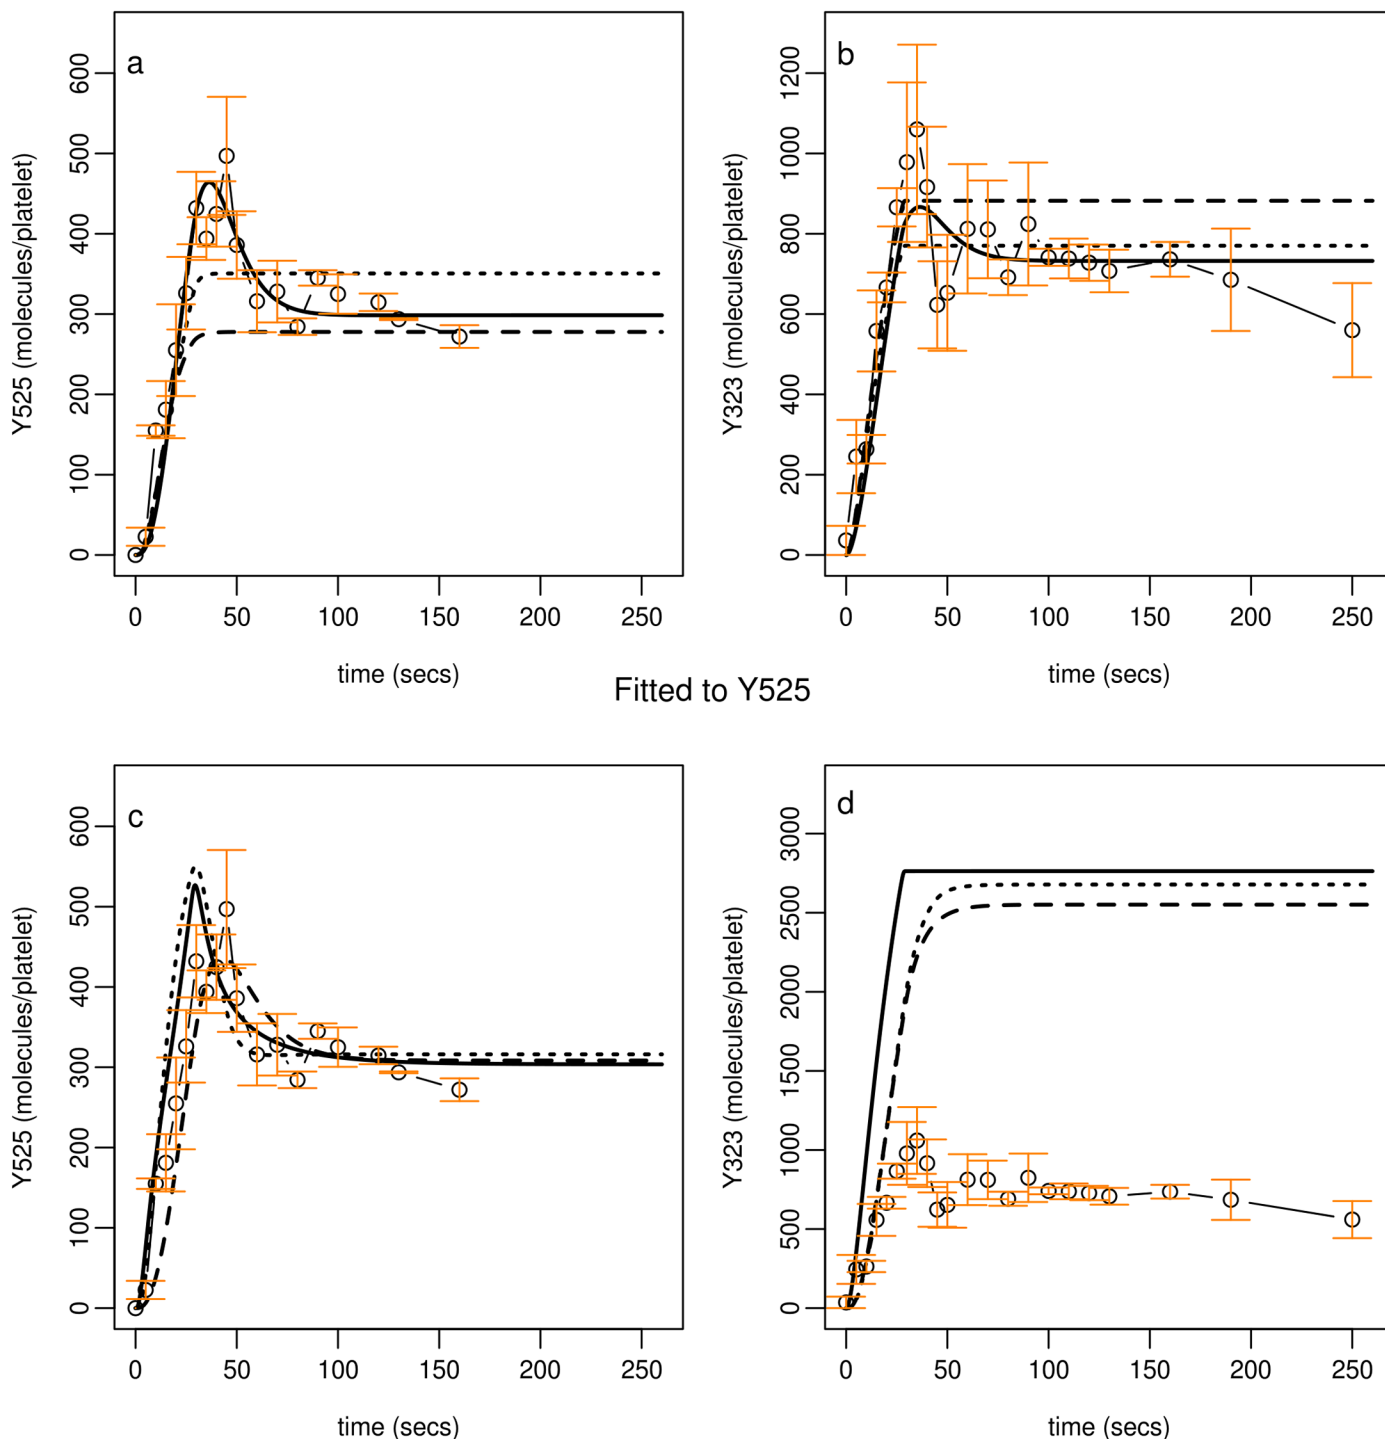 a
600
500
400
300
200
100
0
Y525 (molecules/platelet)
0 50 100 150 200 250
time (secs)
b
1200
1000
800
600
400
200
0
Y323 (molecules/platelet)
0 50 100 150 200 250
time (secs)
Fitted to Y525
c
600
500
400
300
200
100
0
Y525 (molecules/platelet)
0 50 100 150 200 250
time (secs)
d
3000
2500
2000
1500
1000
500
0
Y323 (molecules/platelet)
0 50 100 150 200 250
time (secs)